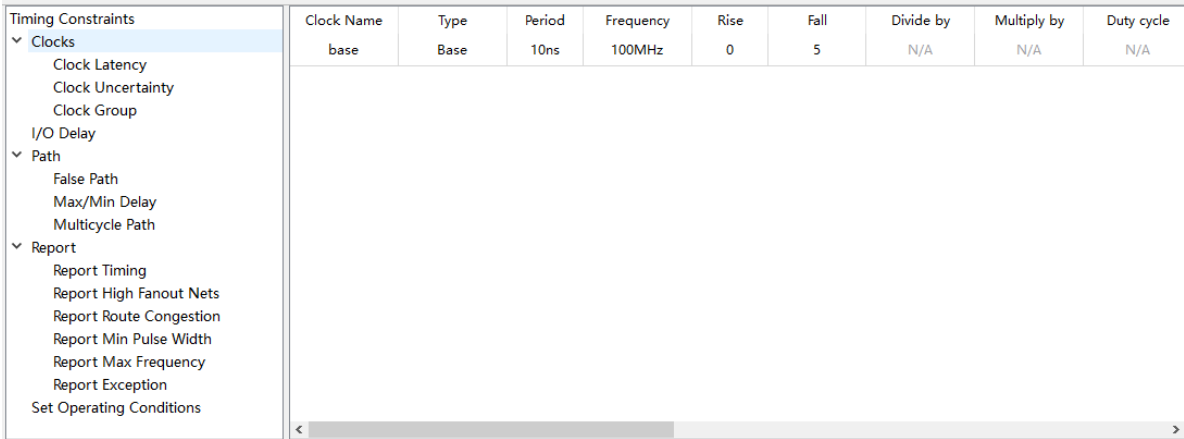 Timing Constraints
Clocks
Clock Latency
Clock Uncertainty
Clock Group
I/O Delay
Path
False Path
Max/Min Delay
Multicycle Path
Report
Report Timing
Report High Fanout Nets
Report Route Congestion
Report Min Pulse Width
Report Max Frequency
Report Exception
Set Operating Conditions
Clock Name Type Period Frequency Rise Fall Divide by Multiply by Duty cycle
base Base 10ns 100MHz 0 5 N/A N/A N/A